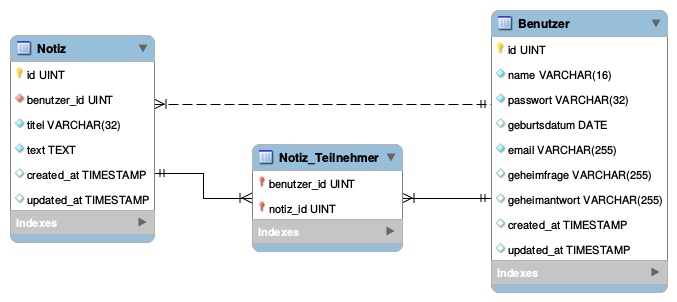 Notiz
id UINT
benutzer_id UINT
titel VARCHAR(32)
text TEXT
created_at TIMESTAMP
updated_at TIMESTAMP
Indexes
Notiz_Teilnehmer
benutzer_id UINT
notiz_id UINT
Indexes
Benutzer
id UINT
name VARCHAR(16)
passwort VARCHAR(32)
geburtsdatum DATE
email VARCHAR(255)
geheimfrage VARCHAR(255)
geheimantwort VARCHAR(255)
created_at TIMESTAMP
updated_at TIMESTAMP
Indexes